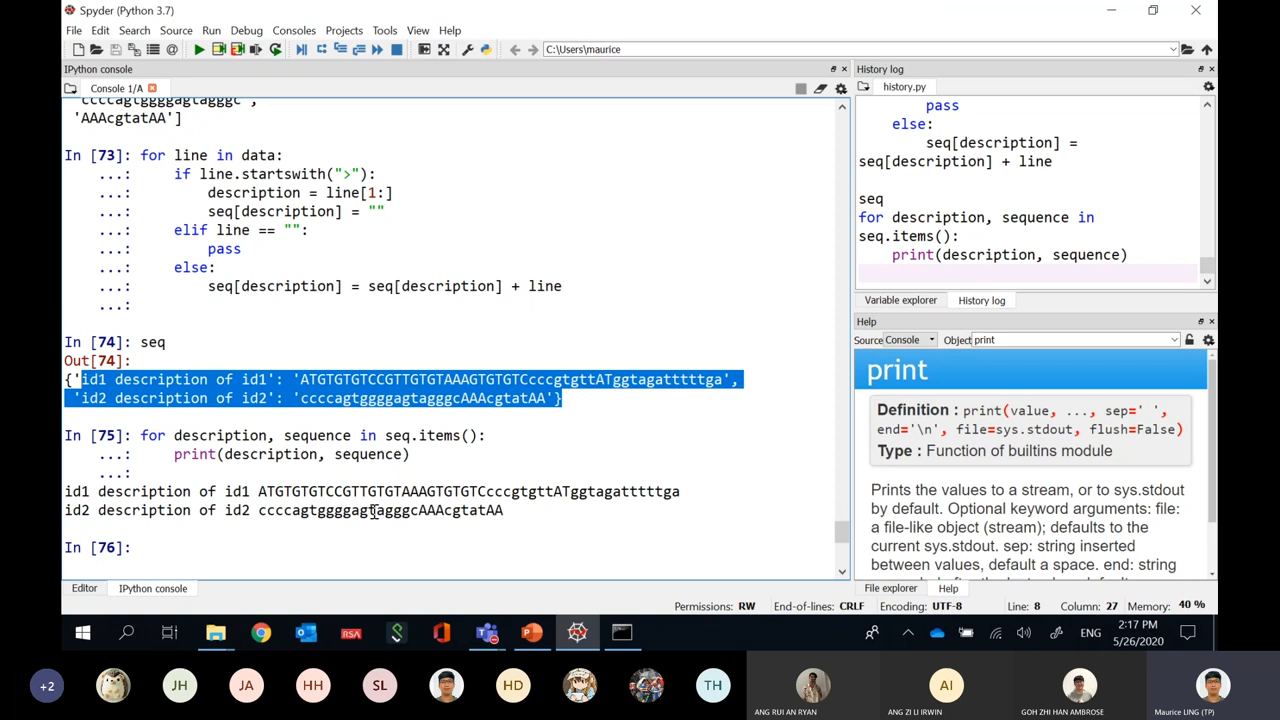 Spyder (Python 3.7)
File Edit Search Source Run Debug Consoles Projects Tools View Help
C:\Users\maurice
IPython console
Console 1/A
'ccccagtggggagtagggc',
'AAAcgtatAA']
In [73]: for line in data:
...: if line.startswith(">"):
...: description = line[1:]
...: seq[description] = ""
...: elif line == "":
...: pass
...: else:
...: seq[description] = seq[description] + line
...:
In [74]: seq
Out[74]:
{'id1 description of id1': 'ATGTGTGTCCGTTGTGTAAAGTGTGTCcccgtgttATggtagatttttga',
'id2 description of id2': 'ccccagtggggagtagggcAAAcgtatAA'}
In [75]: for description, sequence in seq.items():
...: print(description, sequence)
...:
id1 description of id1 ATGTGTGTCCGTTGTGTAAAGTGTGTCcccgtgttATggtagatttttga
id2 description of id2 ccccagtggggagtagggcAAAcgtatAA
In [76]:
Editor IPython console
History log
history.py
pass
else:
seq[description] =
seq[description] + line
seq
for description, sequence in
seq.items():
print(description, sequence)
Variable explorer History log
Help
Source Console Object print
print
Definition : print(value, ..., sep=' ',
end='\n', file=sys.stdout, flush=False)
Type : Function of builtins module
Prints the values to a stream, or to sys.stdout
by default. Optional keyword arguments: file:
a file-like object (stream); defaults to the
current sys.stdout. sep: string inserted
between values, default a space. end: string
File explorer Help
Permissions: RW End-of-lines: CRLF Encoding: UTF-8 Line: 8 Column: 27 Memory: 40 %
RSA
ENG
2:17 PM
5/26/2020
+2 JH JA HH SL HD TH AI
ANG RUI AN RYAN ANG ZI LI IRWIN GOH ZHI HAN AMBROSE Maurice LING (TP)